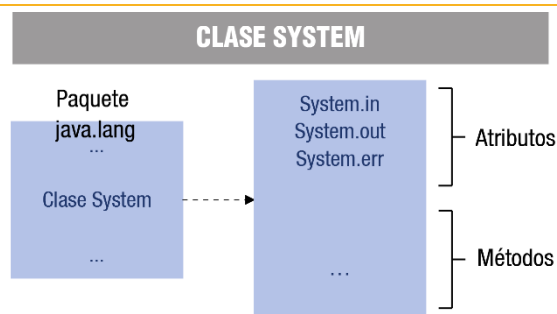 CLASE SYSTEM
Paquete
java.lang
...
Clase System
...
System.in
System.out
System.err
...
Atributos
Métodos